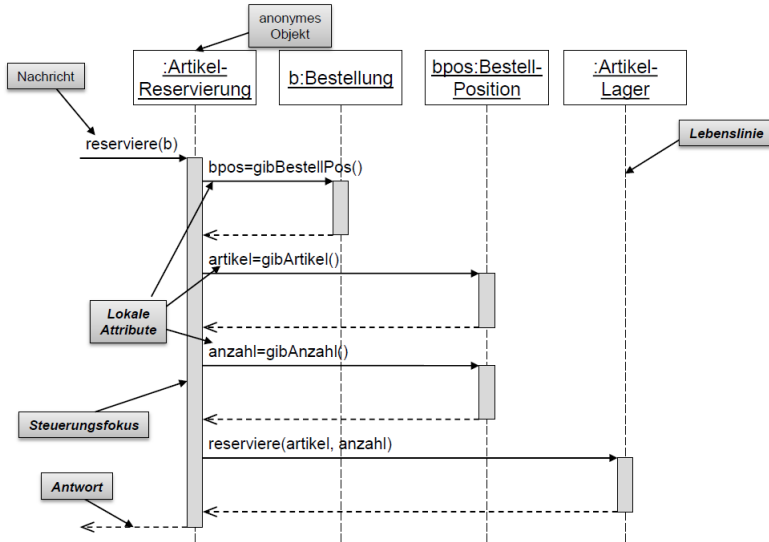 anonymes
Objekt
:Artikel-
Reservierung
b:Bestellung
bpos:Bestell-
Position
:Artikel-
Lager
Nachricht
reserviere(b)
Lebenslinie
bpos=gibBestellPos()
artikel=gibArtikel()
Lokale
Attribute
anzahl=gibAnzahl()
Steuerungsfokus
reserviere(artikel, anzahl)
Antwort